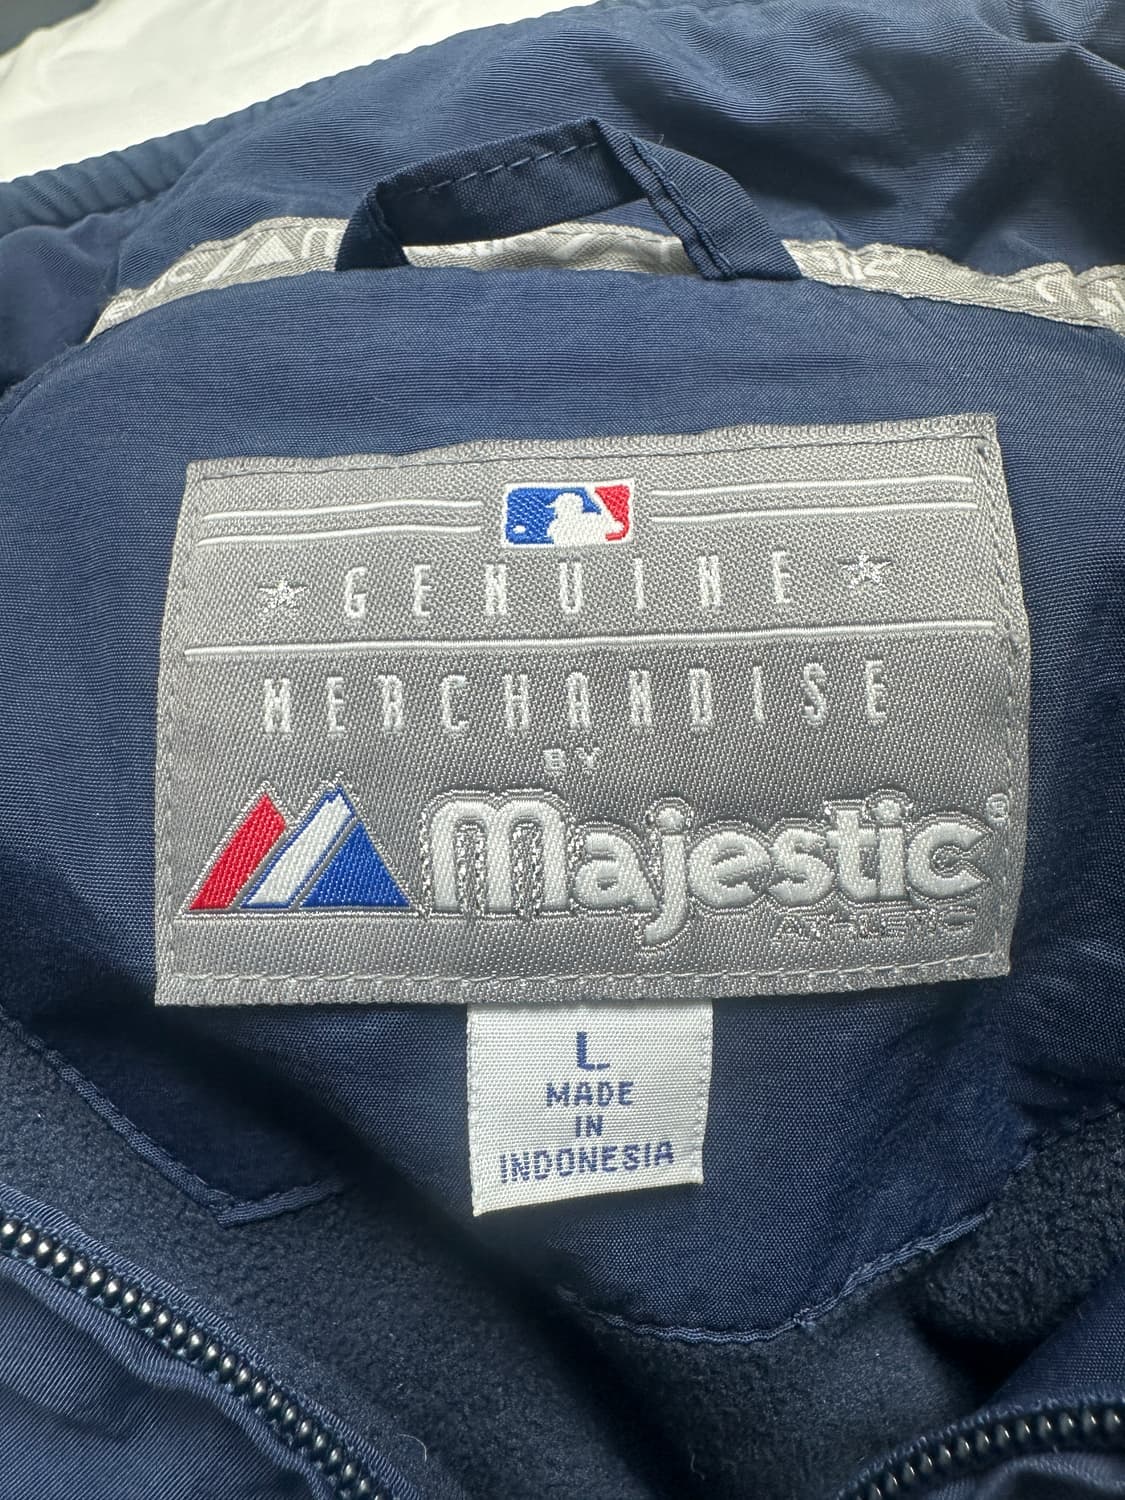 GENUINE
MERCHANDISE
BY
Majestic®
ATHLETIC
L
MADE
IN
INDONESIA